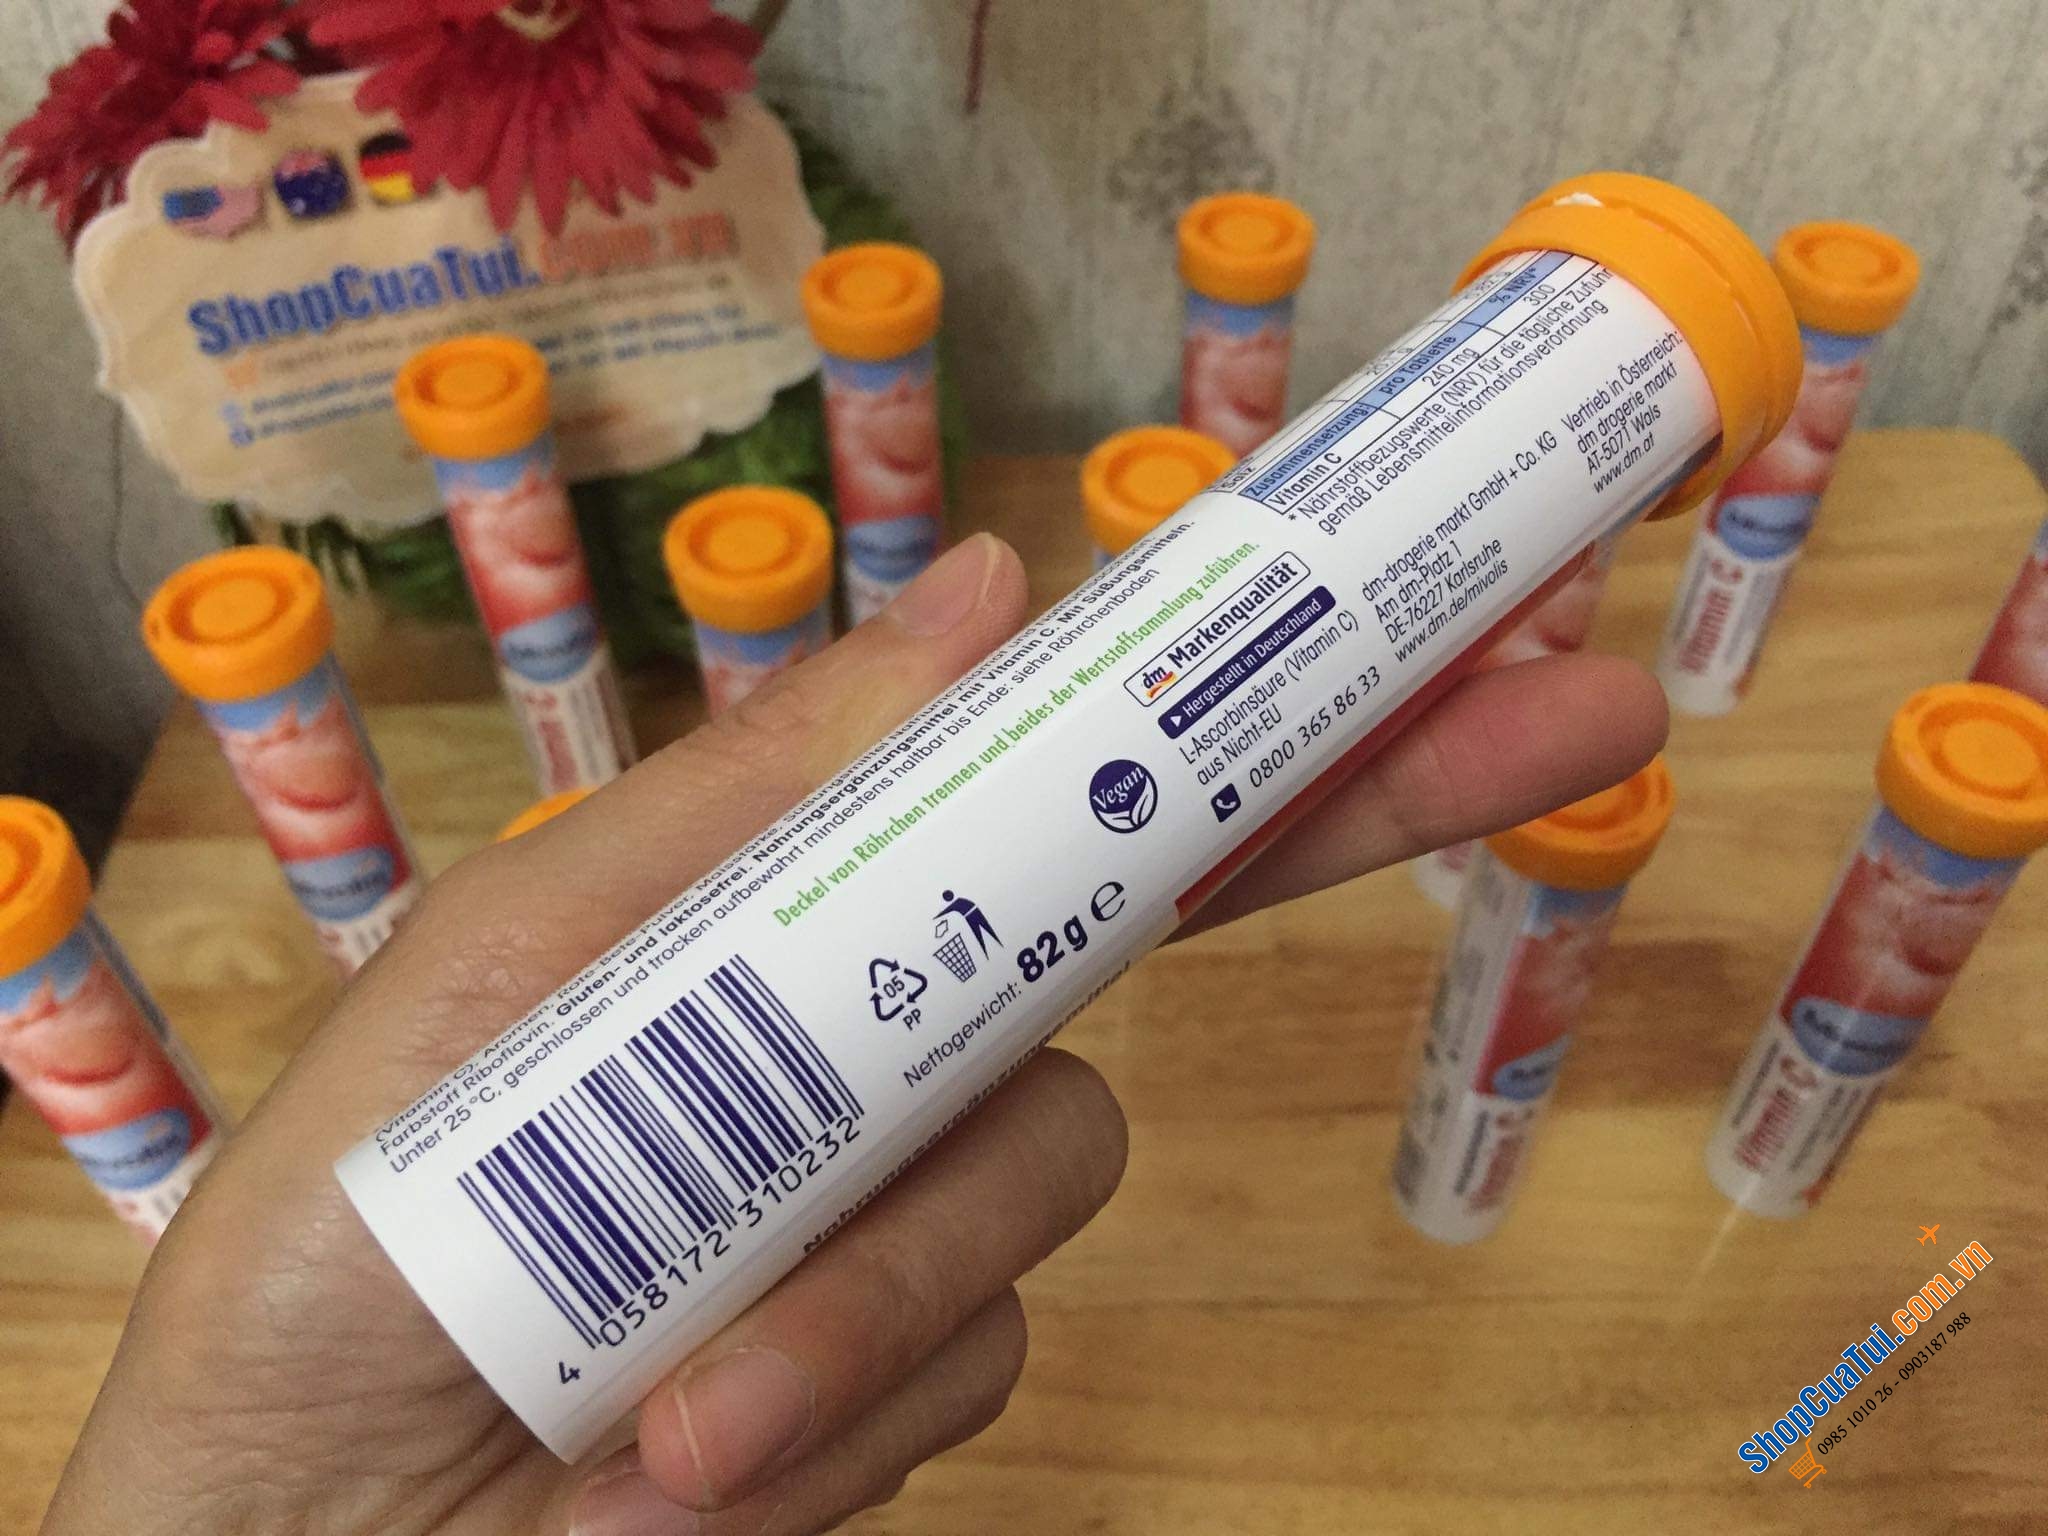 ShopCuaTui.com.vn
Salz
Zusammensetzung: pro Tablette % NRV*
Vitamin C 240 mg 300
* Nährstoffbezugswerte (NRV) für die tägliche Zufuhr
gemäß Lebensmittelinformationsverordnung
(Vitamin C), Aromen, Rote-Bete-Pulver, Maisstärke, Süßungsmittel
Farbstoff Riboflavin. Gluten- und laktosefrei. Nahrungsergänzungsmittel mit Vitamin C. Mit Süßungsmitteln.
Unter 25 °C, geschlossen und trocken aufbewahrt mindestens haltbar bis Ende: siehe Röhrchenboden
Deckel von Röhrchen trennen und beides der Wertstoffsammlung zuführen.
dm Markenqualität
Hergestellt in Deutschland
L-Ascorbinsäure (Vitamin C)
aus Nicht-EU
0800 365 86 33
Vegan
dm-drogerie markt GmbH + Co. KG
Am dm-Platz 1
DE-76227 Karlsruhe
www.dm.de/mivolis
Vertrieb in Österreich:
dm drogerie markt
AT-5071 Wals
www.dm.at
05
PP
Nettogewicht: 82 g e
4 058172 310232
Nahrungsergänzungsmittel
ShopCuaTui.com.vn
0985 1010 26 - 0903187 988